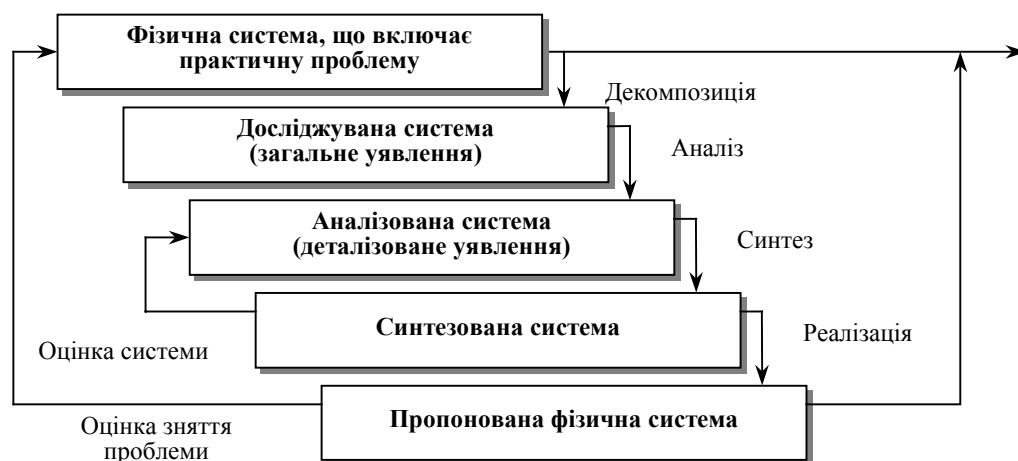 Фізична система, що включає
практичну проблему
Декомпозиція
Досліджувана система
(загальне уявлення)
Аналіз
Аналізована система
(деталізоване уявлення)
Синтез
Синтезована система
Реалізація
Оцінка системи
Пропонована фізична система
Оцінка зняття
проблеми